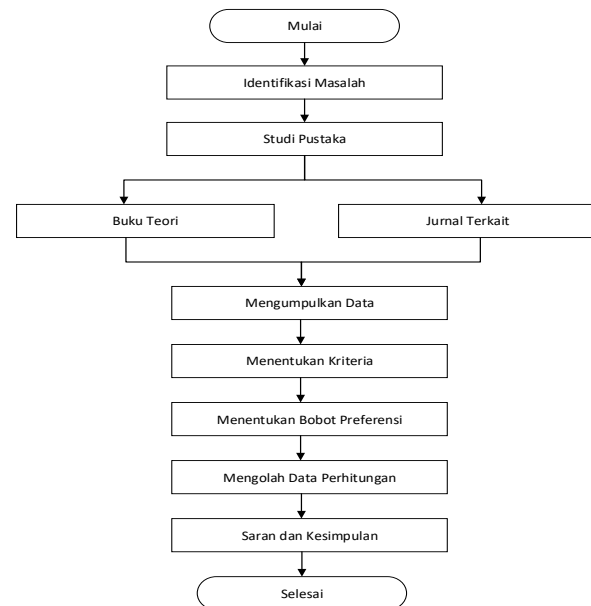 Mulai
Identifikasi Masalah
Studi Pustaka
Buku Teori
Jurnal Terkait
Mengumpulkan Data
Menentukan Kriteria
Menentukan Bobot Preferensi
Mengolah Data Perhitungan
Saran dan Kesimpulan
Selesai